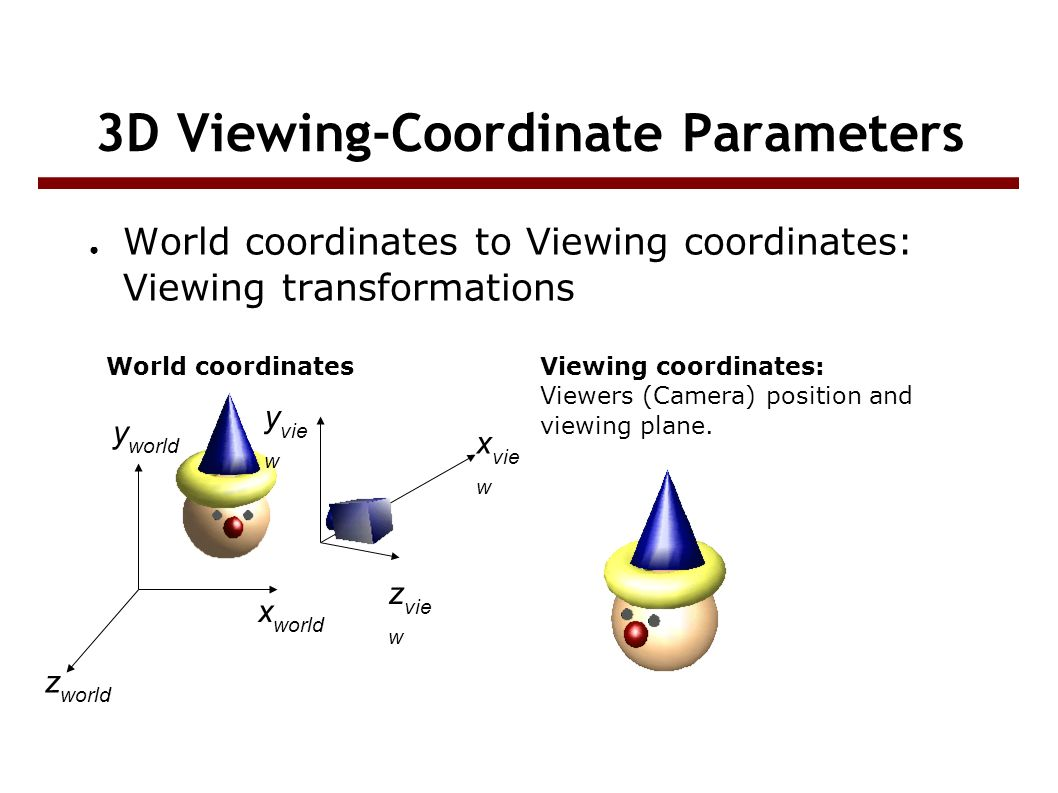 3D Viewing-Coordinate Parameters
● World coordinates to Viewing coordinates:
Viewing transformations
World coordinates
Viewing coordinates:
Viewers (Camera) position and
viewing plane.
y world
y vie
w
x vie
w
z vie
w
x world
z world